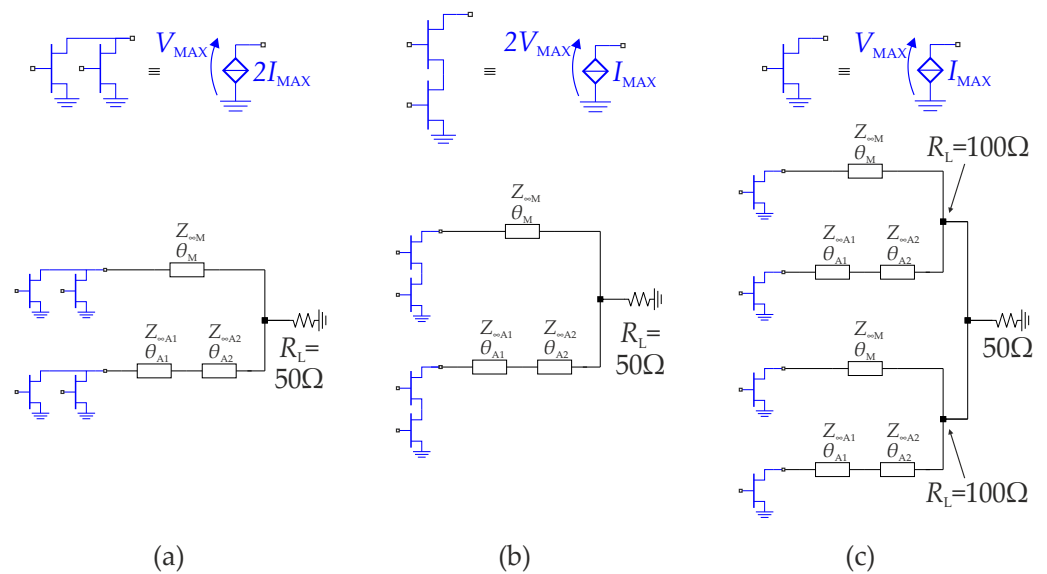 V_MAX
≡
2I_MAX
Z_∞M
θ_M
Z_∞A1
θ_A1
Z_∞A2
θ_A2
R_L=
50Ω
(a)
2V_MAX
≡
I_MAX
Z_∞M
θ_M
Z_∞A1
θ_A1
Z_∞A2
θ_A2
R_L=
50Ω
(b)
V_MAX
≡
I_MAX
R_L=100Ω
Z_∞M
θ_M
Z_∞A1
θ_A1
Z_∞A2
θ_A2
50Ω
Z_∞M
θ_M
Z_∞A1
θ_A1
Z_∞A2
θ_A2
R_L=100Ω
(c)